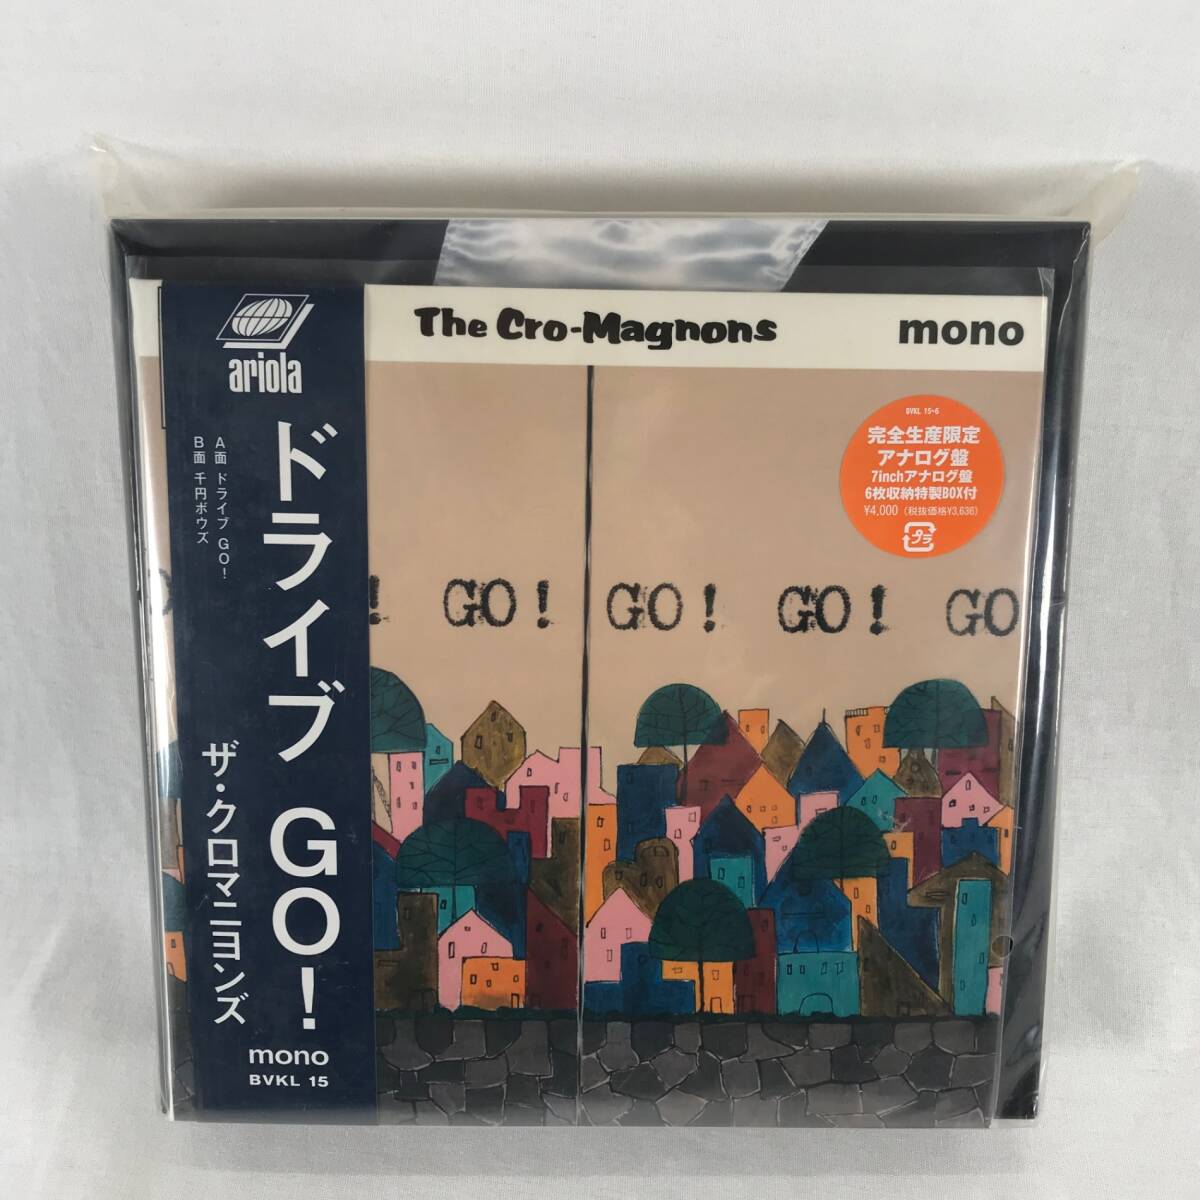 ariola
ドライブ GO!
A面 ドライブ GO!
B面 千円ボウズ
ザ・クロマニヨンズ
mono
BVKL 15
The Cro-Magnons
mono
BVKL 15~6
完全生産限定
アナログ盤
7inchアナログ盤
6枚収納特製BOX付
¥4,000（税抜価格¥3,636）
プラ
! GO! GO! GO! GO